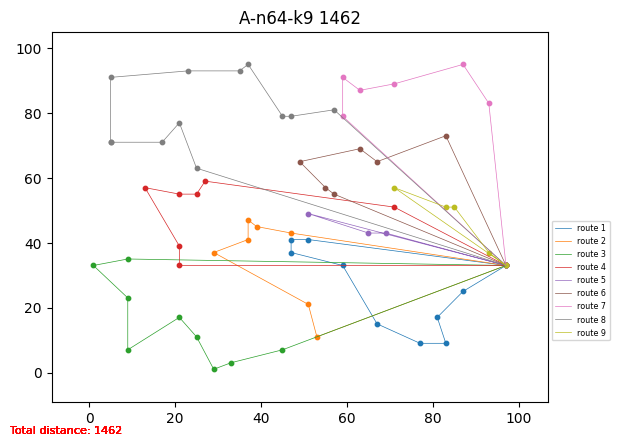 A-n64-k9 1462
100
80
60
40
20
0
0 20 40 60 80 100
route 1
route 2
route 3
route 4
route 5
route 6
route 7
route 8
route 9
Total distance: 1462